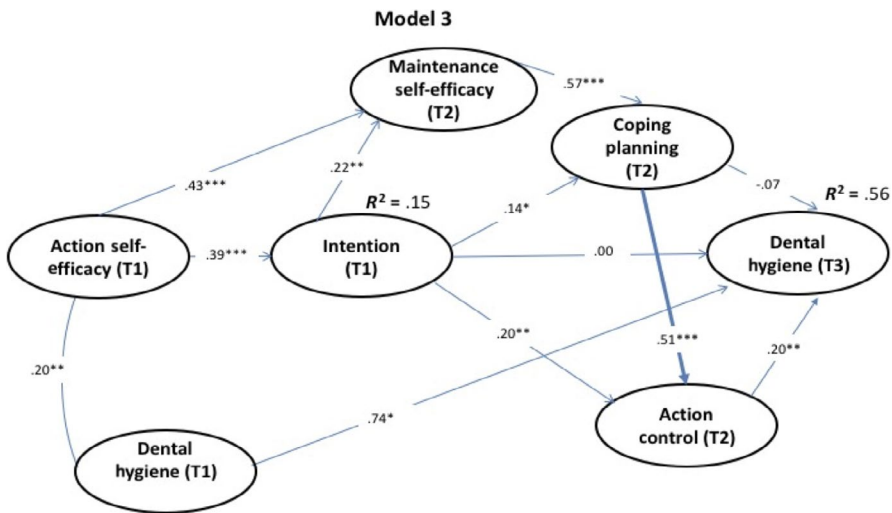 Model 3
Maintenance
self-efficacy
(T2)
.57***
Coping
planning
(T2)
.43***
.22**
R² = .15
.14*
-.07
R² = .56
Action self-
efficacy (T1)
.39***
Intention
(T1)
.00
Dental
hygiene (T3)
.20**
.20**
.51***
.20**
.74*
Action
control (T2)
Dental
hygiene (T1)